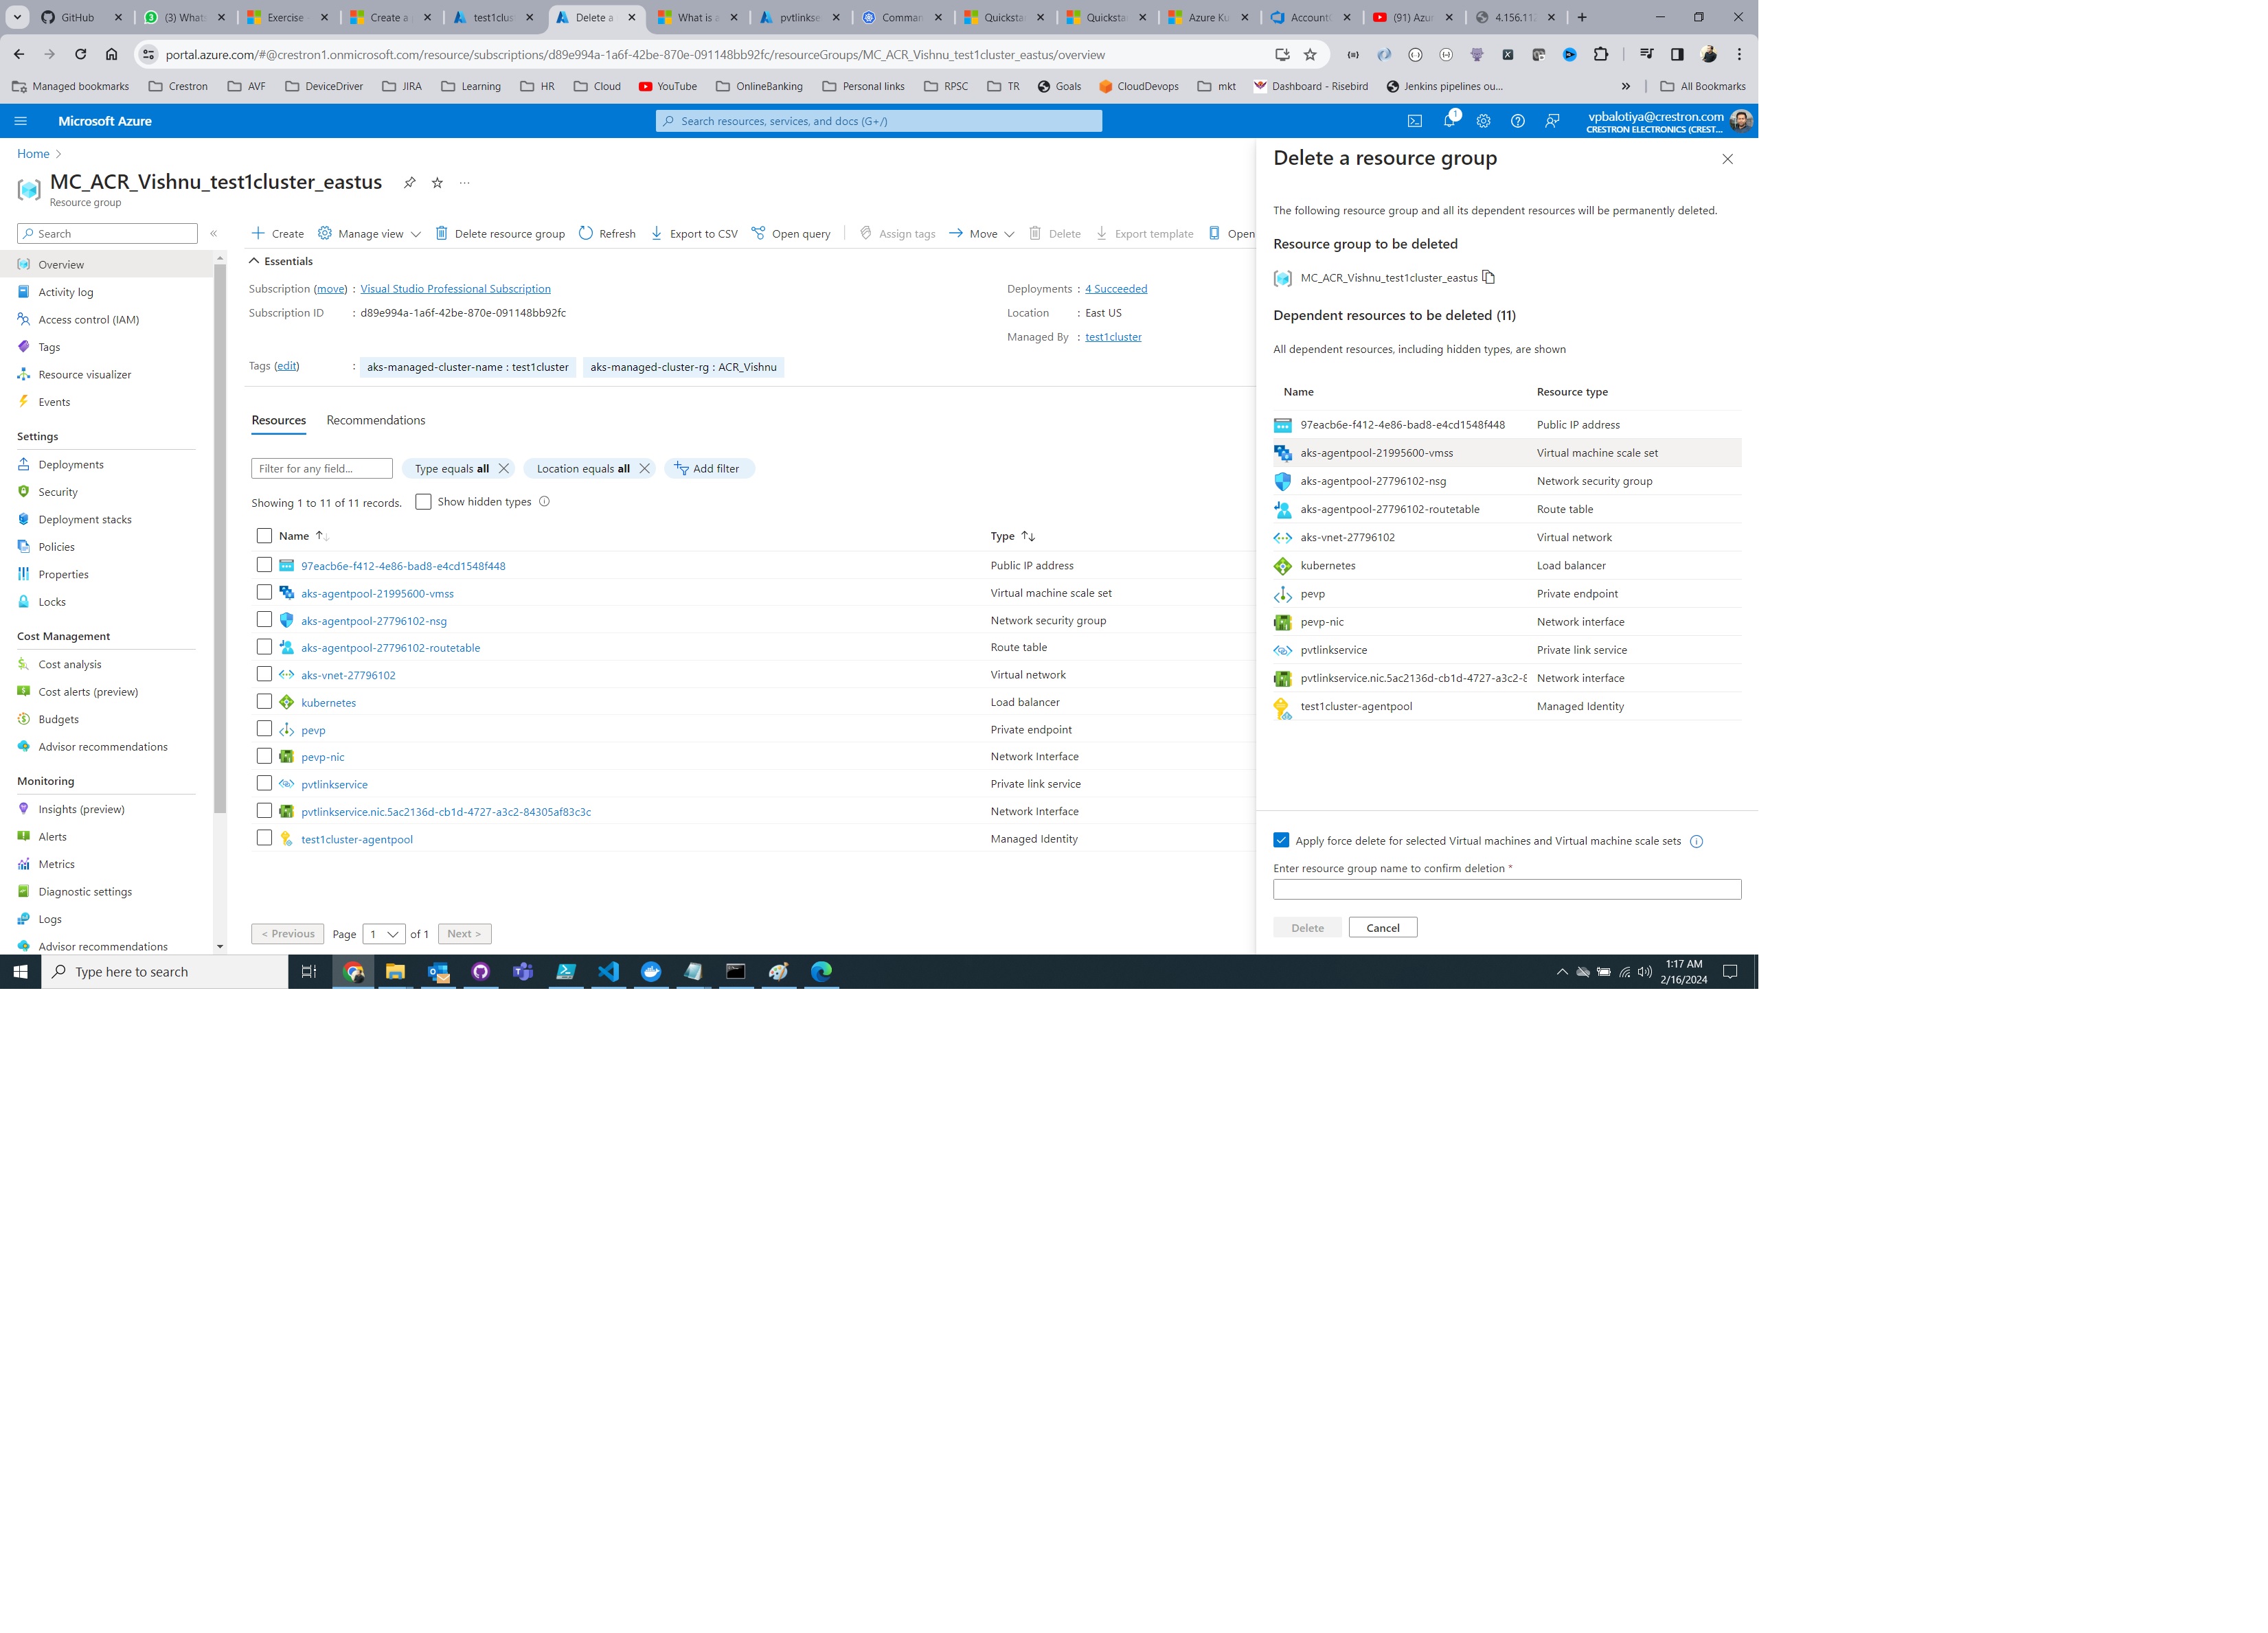 GitHub
(3) What
Exercise
Create a
test1clus
Delete a
What is a
pvtlinkse
Comman
Quicksta
Quicksta
Azure Ku
Account
(91) Azur
4.156.11
portal.azure.com/#@crestron1.onmicrosoft.com/resource/subscriptions/d89e994a-1a6f-42be-870e-091148bb92fc/resourceGroups/MC_ACR_Vishnu_test1cluster_eastus/overview
Managed bookmarks
Crestron
AVF
DeviceDriver
JIRA
Learning
HR
Cloud
YouTube
OnlineBanking
Personal links
RPSC
TR
Goals
CloudDevops
mkt
Dashboard - Risebird
Jenkins pipelines ou...
All Bookmarks
Microsoft Azure
Search resources, services, and docs (G+/)
1
vpbalotiya@crestron.com
CRESTRON ELECTRONICS (CREST...
Home
MC_ACR_Vishnu_test1cluster_eastus
Resource group
Search
Overview
Activity log
Access control (IAM)
Tags
Resource visualizer
Events
Settings
Deployments
Security
Deployment stacks
Policies
Properties
Locks
Cost Management
Cost analysis
Cost alerts (preview)
Budgets
Advisor recommendations
Monitoring
Insights (preview)
Alerts
Metrics
Diagnostic settings
Logs
Advisor recommendations
Create
Manage view
Delete resource group
Refresh
Export to CSV
Open query
Assign tags
Move
Delete
Export template
Open
Essentials
Subscription (move) : Visual Studio Professional Subscription
Subscription ID : d89e994a-1a6f-42be-870e-091148bb92fc
Deployments : 4 Succeeded
Location : East US
Managed By : test1cluster
Tags (edit) : aks-managed-cluster-name : test1cluster aks-managed-cluster-rg : ACR_Vishnu
Resources Recommendations
Filter for any field... Type equals all Location equals all Add filter
Showing 1 to 11 of 11 records. Show hidden types
Name Type
97eacb6e-f412-4e86-bad8-e4cd1548f448 Public IP address
aks-agentpool-21995600-vmss Virtual machine scale set
aks-agentpool-27796102-nsg Network security group
aks-agentpool-27796102-routetable Route table
aks-vnet-27796102 Virtual network
kubernetes Load balancer
pevp Private endpoint
pevp-nic Network Interface
pvtlinkservice Private link service
pvtlinkservice.nic.5ac2136d-cb1d-4727-a3c2-84305af83c3c Network Interface
test1cluster-agentpool Managed Identity
< Previous Page 1 of 1 Next >
Delete a resource group
The following resource group and all its dependent resources will be permanently deleted.
Resource group to be deleted
MC_ACR_Vishnu_test1cluster_eastus
Dependent resources to be deleted (11)
All dependent resources, including hidden types, are shown
Name Resource type
97eacb6e-f412-4e86-bad8-e4cd1548f448 Public IP address
aks-agentpool-21995600-vmss Virtual machine scale set
aks-agentpool-27796102-nsg Network security group
aks-agentpool-27796102-routetable Route table
aks-vnet-27796102 Virtual network
kubernetes Load balancer
pevp Private endpoint
pevp-nic Network interface
pvtlinkservice Private link service
pvtlinkservice.nic.5ac2136d-cb1d-4727-a3c2-8 Network interface
test1cluster-agentpool Managed Identity
Apply force delete for selected Virtual machines and Virtual machine scale sets
Enter resource group name to confirm deletion *
Delete Cancel
Type here to search
1:17 AM
2/16/2024